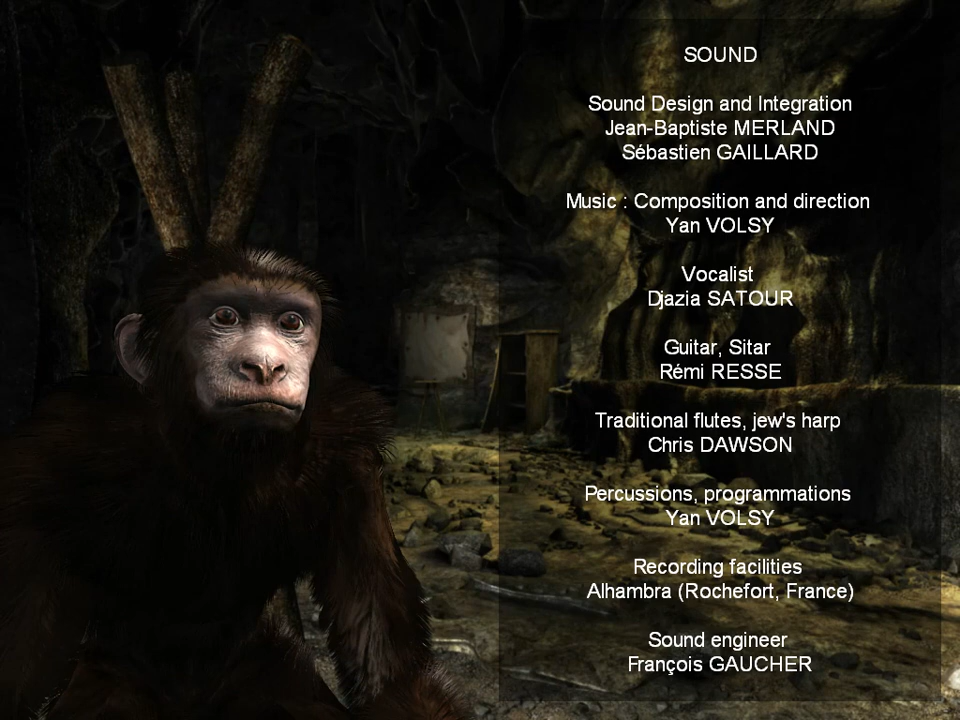 SOUND
Sound Design and Integration
Jean-Baptiste MERLAND
Sébastien GAILLARD
Music : Composition and direction
Yan VOLSY
Vocalist
Djazia SATOUR
Guitar, Sitar
Rémi RESSE
Traditional flutes, jew's harp
Chris DAWSON
Percussions, programmations
Yan VOLSY
Recording facilities
Alhambra (Rochefort, France)
Sound engineer
François GAUCHER